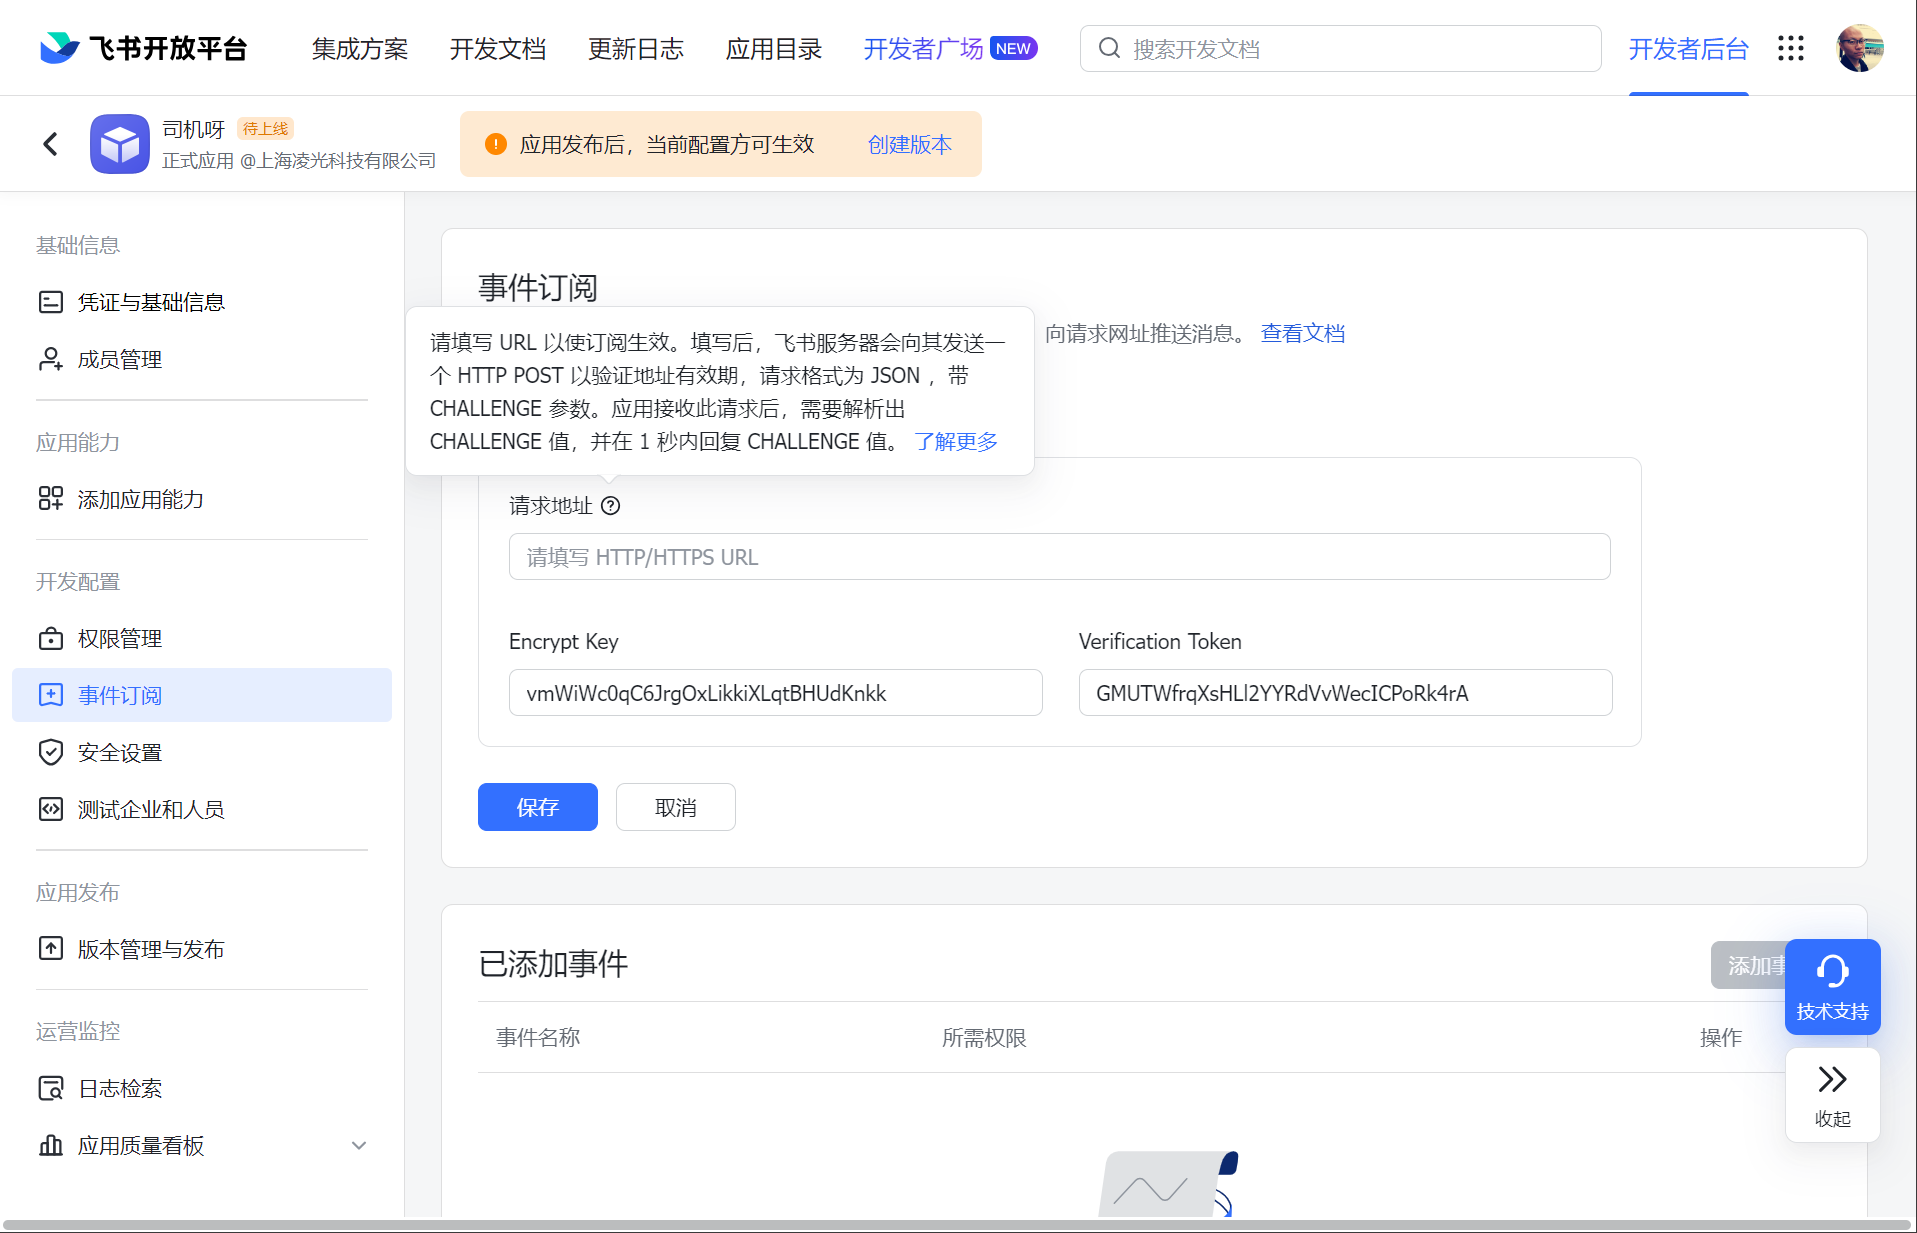 飞书开放平台
集成方案
开发文档
更新日志
应用目录
开发者广场 NEW
搜索开发文档
开发者后台
司机呀 待上线
正式应用 @上海凌光科技有限公司
应用发布后，当前配置方可生效 创建版本
基础信息
凭证与基础信息
成员管理
应用能力
添加应用能力
开发配置
权限管理
事件订阅
安全设置
测试企业和人员
应用发布
版本管理与发布
运营监控
日志检索
应用质量看板
事件订阅
向请求网址推送消息。 查看文档
请填写 URL 以使订阅生效。填写后，飞书服务器会向其发送一
个 HTTP POST 以验证地址有效期，请求格式为 JSON ，带
CHALLENGE 参数。应用接收此请求后，需要解析出
CHALLENGE 值，并在 1 秒内回复 CHALLENGE 值。 了解更多
请求地址
请填写 HTTP/HTTPS URL
Encrypt Key
Verification Token
vmWiWc0qC6JrgOxLikkiXLqtBHUdKnkk
GMUTWfrqXsHLl2YYRdVvWecICPoRk4rA
保存
取消
已添加事件
添加事
事件名称
所需权限
操作
技术支持
收起